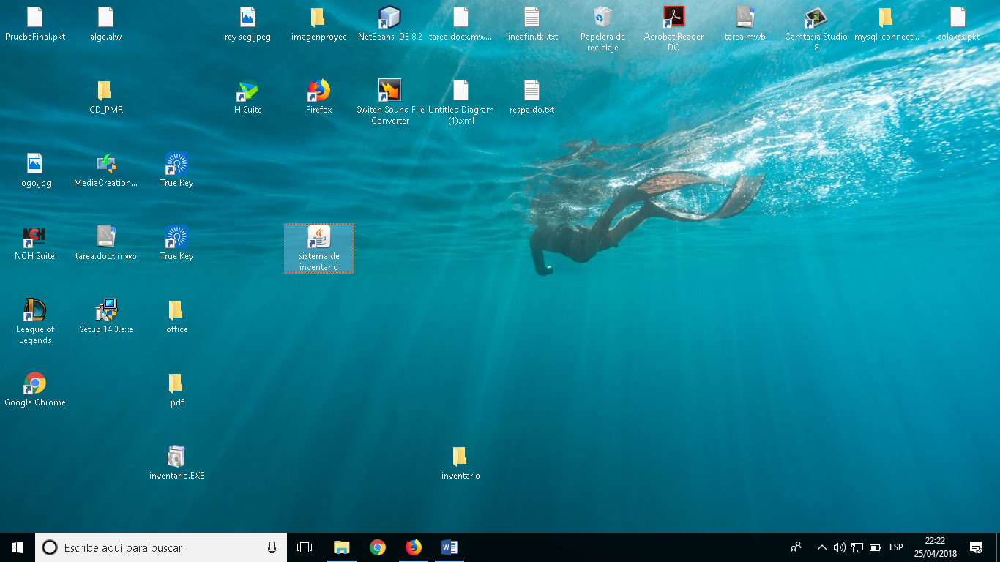 PruebaFinal.pkt
alge.alw
rey seg.jpeg
imagenproyec
NetBeans IDE 8.2
tarea.docx.mw...
lineafin.tki.txt
Papelera de
reciclaje
Acrobat Reader
DC
tarea.mwb
Camtasia Studio
8
mysql-connect...
colores.pkt
CD_PMR
HiSuite
Firefox
Switch Sound File
Converter
Untitled Diagram
(1).xml
respaldo.txt
logo.jpg
MediaCreation...
True Key
NCH Suite
tarea.docx.mwb
True Key
sistema de
inventario
League of
Legends
Setup 14.3.exe
office
Google Chrome
pdf
inventario.EXE
inventario
Escribe aquí para buscar
ESP
22:22
25/04/2018